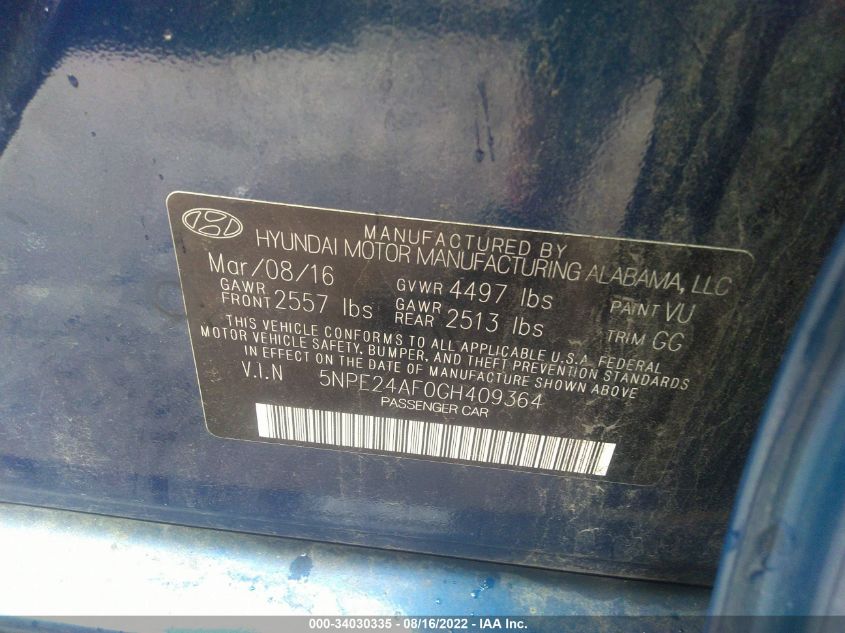 MANUFACTURED BY
HYUNDAI MOTOR MANUFACTURING ALABAMA, LLC
Mar/08/16 GVWR 4497 lbs PAINT VU
GAWR FRONT 2557 lbs GAWR REAR 2513 lbs TRIM GG
THIS VEHICLE CONFORMS TO ALL APPLICABLE U.S.A. FEDERAL
MOTOR VEHICLE SAFETY, BUMPER, AND THEFT PREVENTION STANDARDS
IN EFFECT ON THE DATE OF MANUFACTURE SHOWN ABOVE
V.I.N 5NPE24AF0GH409364
PASSENGER CAR
000-34030335 - 08/16/2022 - IAA Inc.